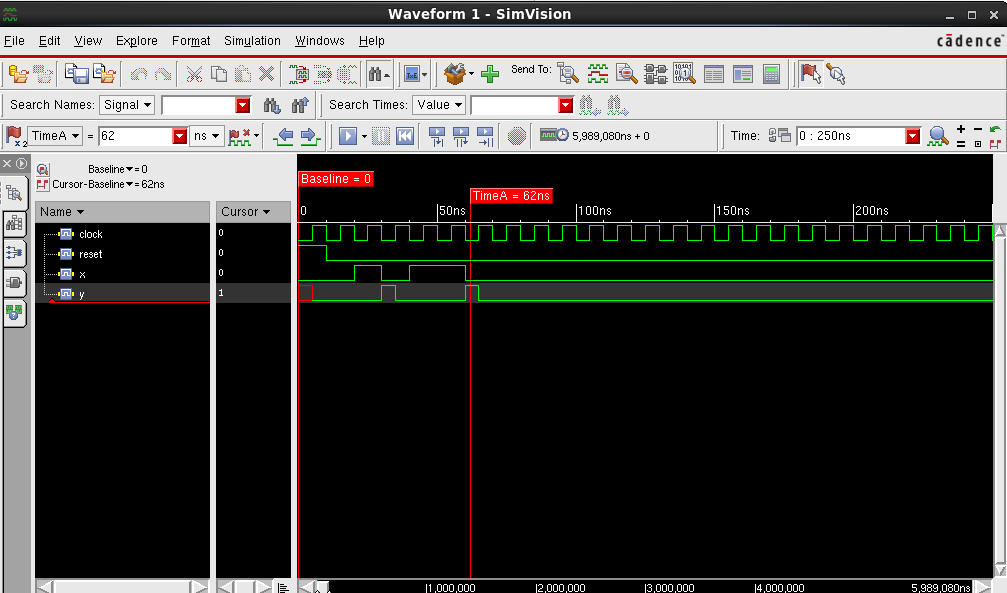 Waveform 1 - SimVision
File Edit View Explore Format Simulation Windows Help
cādence
Send To:
Search Names: Signal Search Times: Value
TimeA = 62 ns 5,989,080ns + 0 Time: 0 : 250ns
x2
Baseline = 0
Cursor-Baseline = 62ns
Baseline = 0
TimeA = 62ns
Name Cursor
0 50ns 100ns 150ns 200ns
clock 0
reset 0
x 0
y 1
1,000,000 2,000,000 3,000,000 4,000,000 5,989,080ns